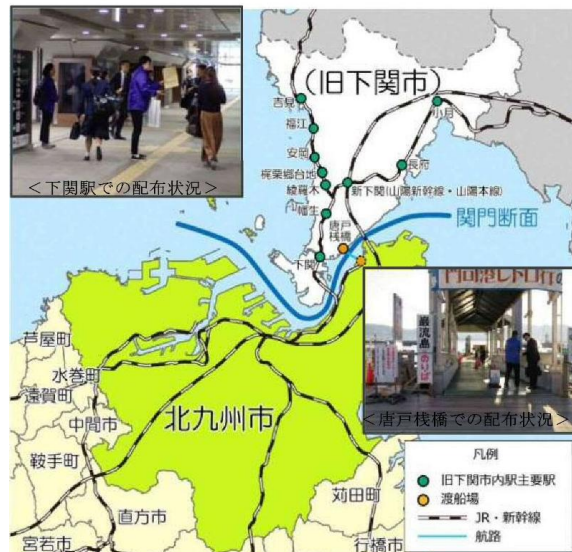 ＜下関駅での配布状況＞
（旧下関市）
吉見
福江
安岡
梶栗郷台地
綾羅木
幡生
小月
長府
新下関(山陽新幹線・山陽本線)
唐戸
桟橋
下関
関門断面
芦屋町
水巻町
遠賀町
中間市
鞍手町
直方市
宮若市
北九州市
苅田町
行橋市
巌流島
のりば
＜唐戸桟橋での配布状況＞
凡例
旧下関市内駅主要駅
渡船場
JR・新幹線
航路